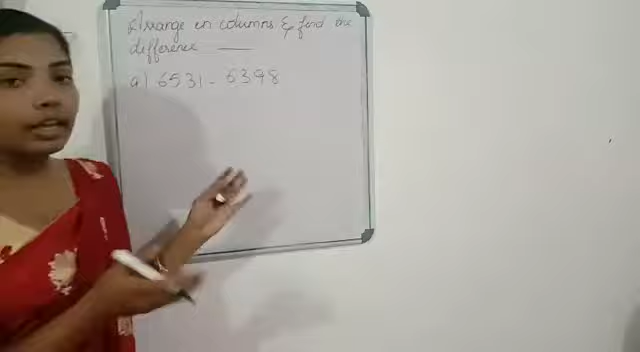 Arrange in columns & find the
difference
a) 6531 - 6398